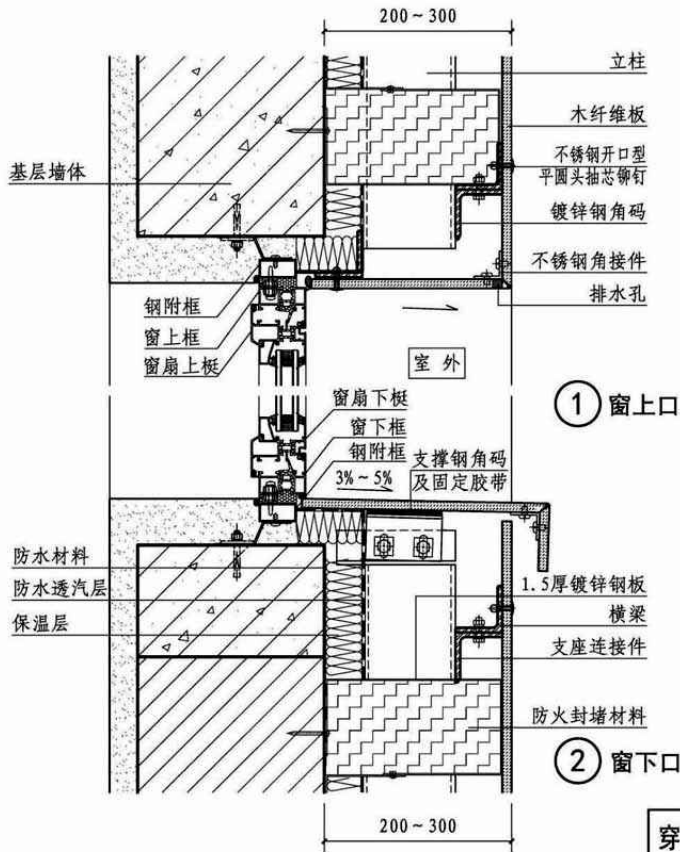 200～300
立柱
木纤维板
不锈钢开口型
平圆头抽芯铆钉
基层墙体
镀锌钢角码
不锈钢角接件
钢附框
排水孔
窗上框
窗扇上梃
室 外
① 窗上口
窗扇下梃
窗下框
钢附框
3%～5%
支撑钢角码
及固定胶带
防水材料
防水透汽层
保温层
1.5厚镀锌钢板
横梁
支座连接件
防火封堵材料
② 窗下口
200～300
穿